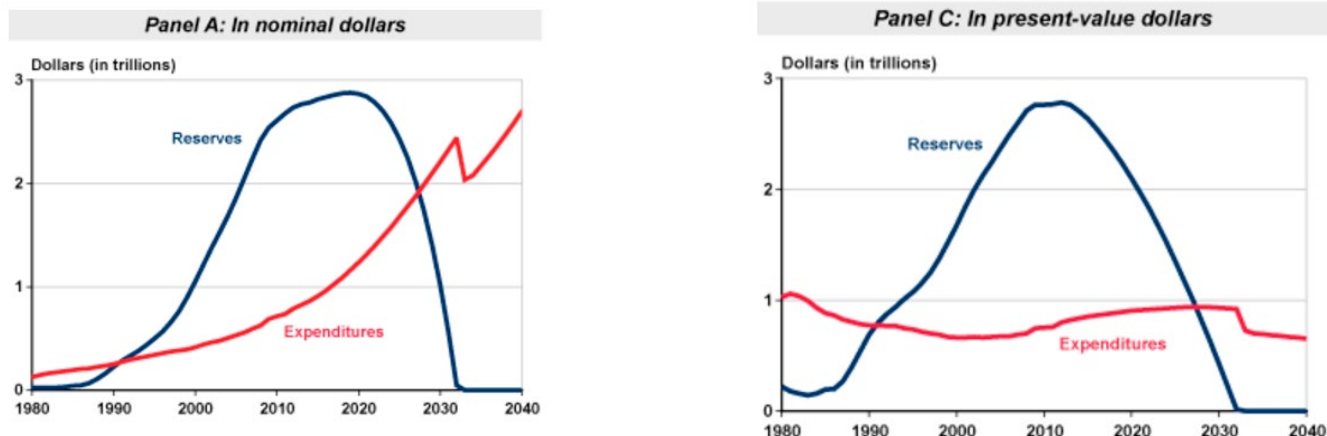 Panel A: In nominal dollars
Dollars (in trillions)
3
2
1
0
Reserves
Expenditures
1980 1990 2000 2010 2020 2030 2040
Panel C: In present-value dollars
Dollars (in trillions)
3
2
1
0
Reserves
Expenditures
1980 1990 2000 2010 2020 2030 2040